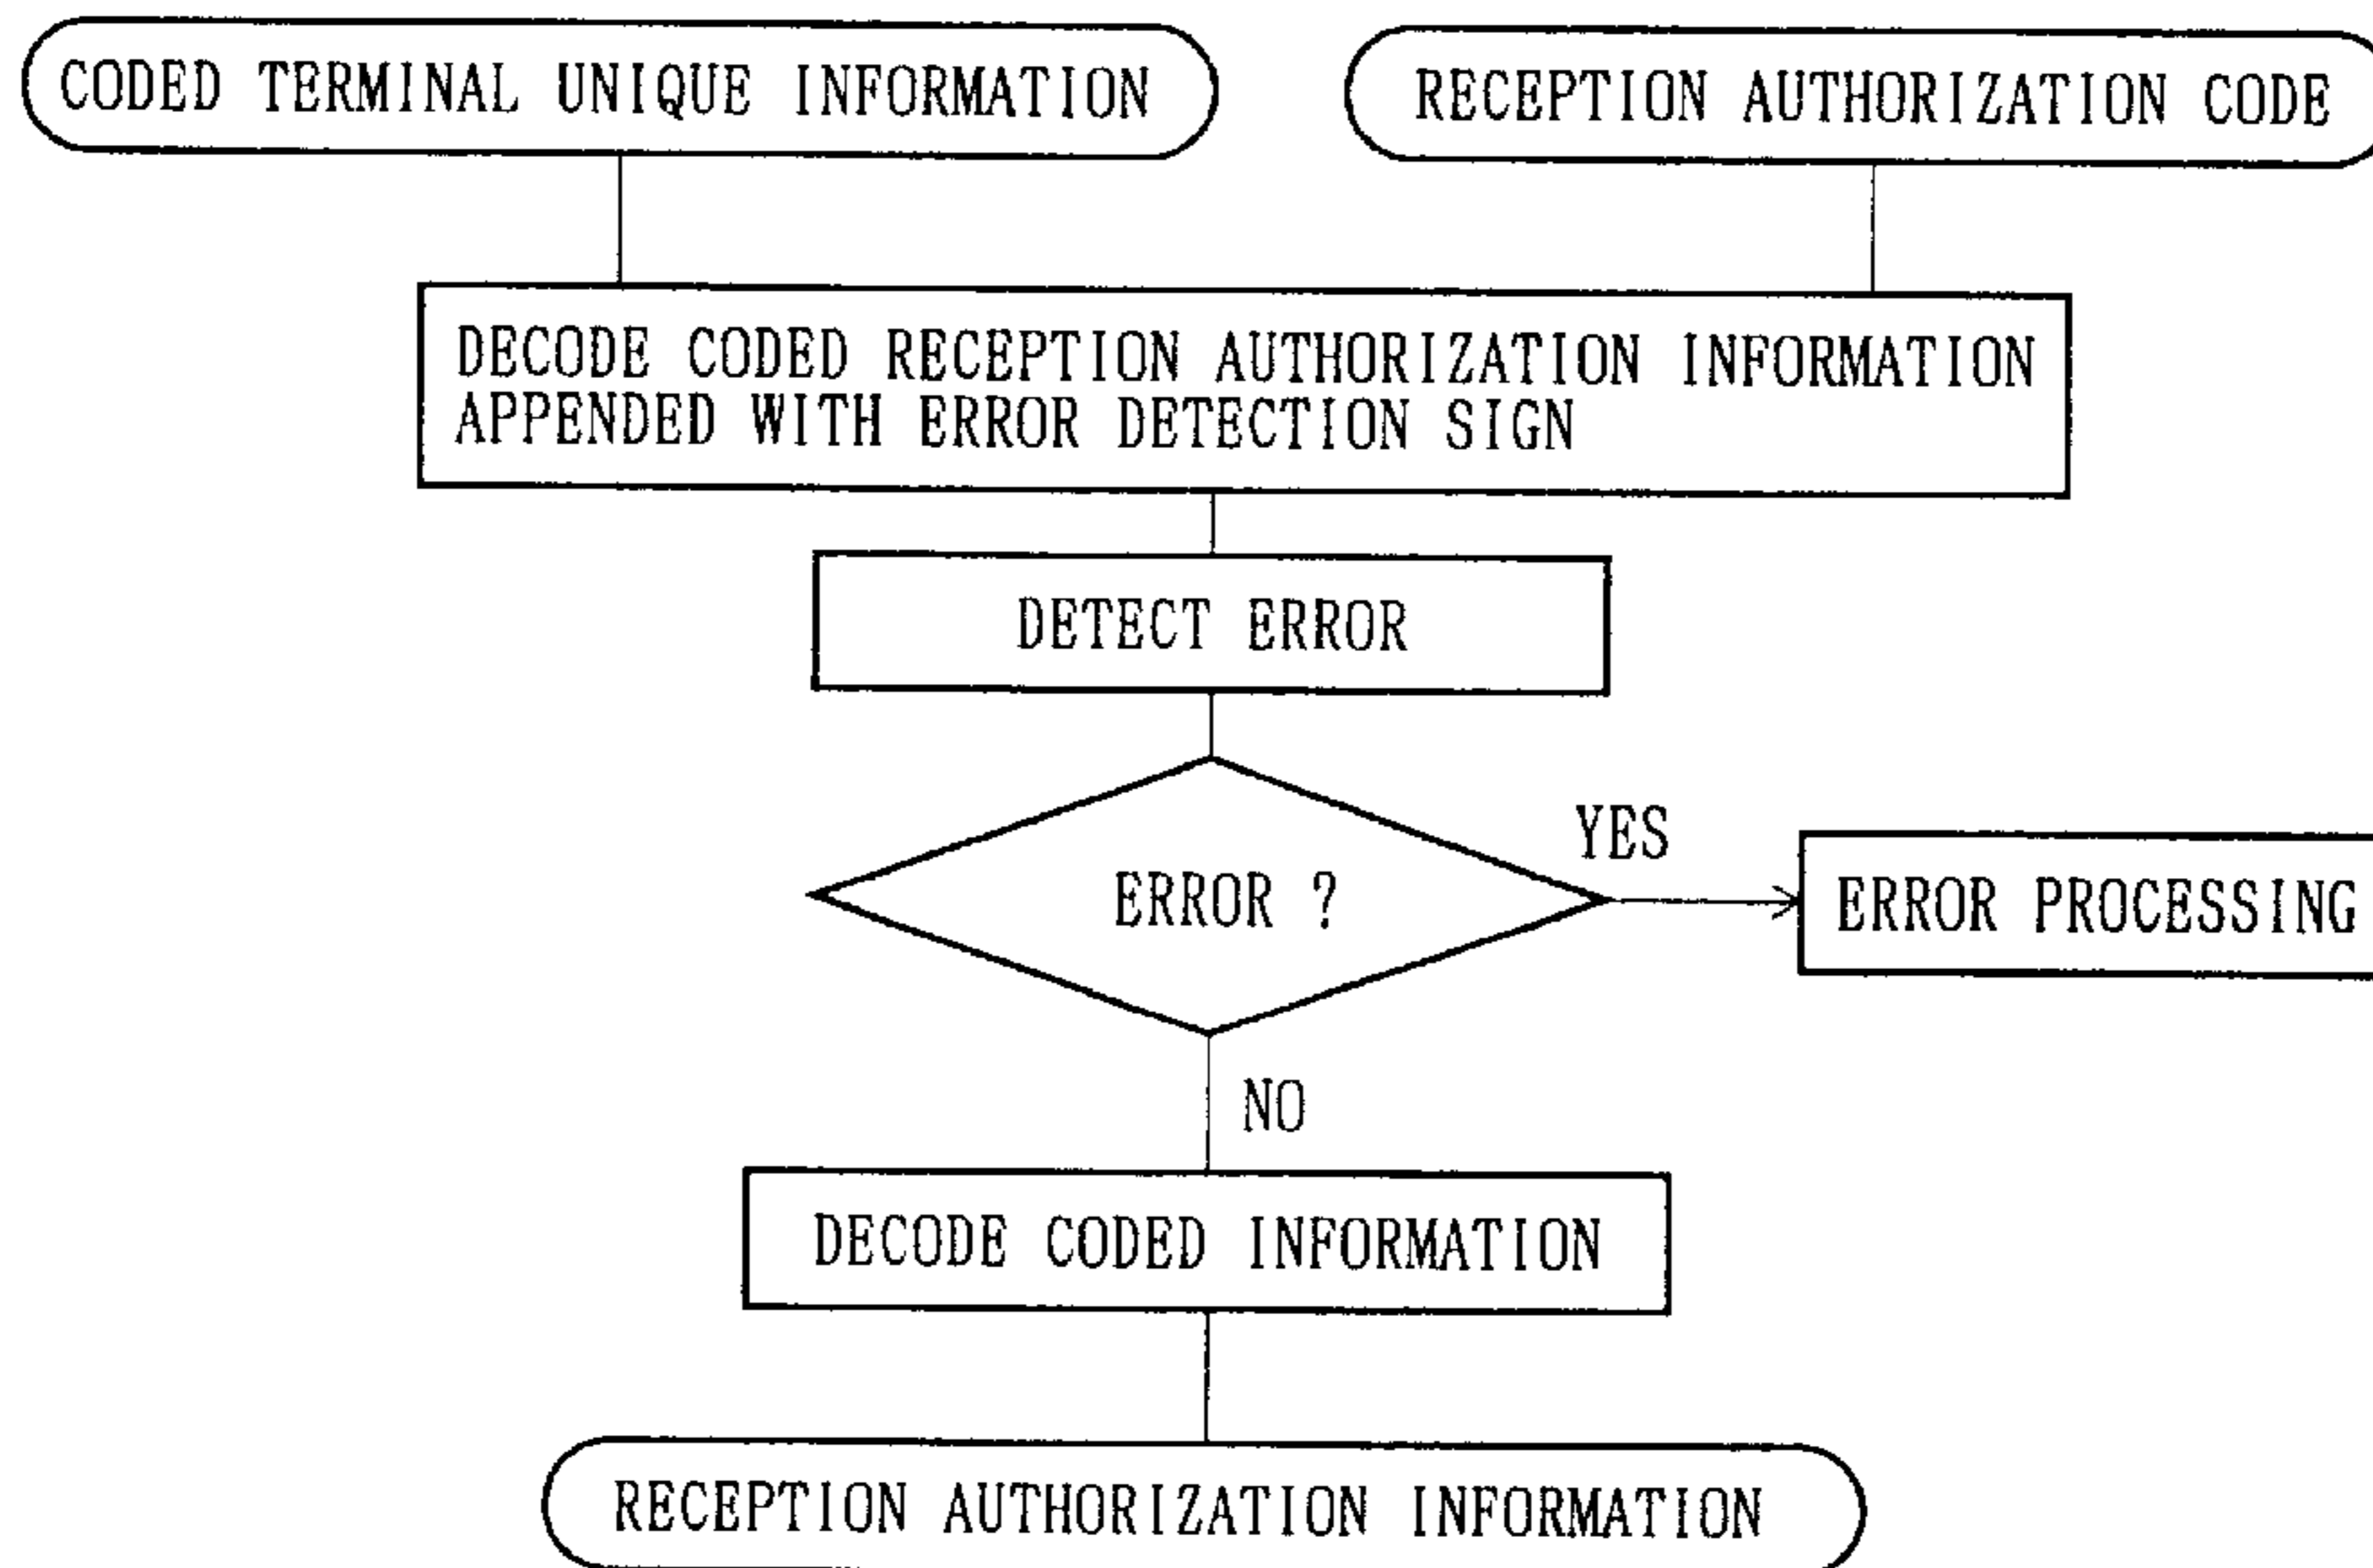 CODED TERMINAL UNIQUE INFORMATION
RECEPTION AUTHORIZATION CODE
DECODE CODED RECEPTION AUTHORIZATION INFORMATION
APPENDED WITH ERROR DETECTION SIGN
DETECT ERROR
ERROR ?
YES
ERROR PROCESSING
NO
DECODE CODED INFORMATION
RECEPTION AUTHORIZATION INFORMATION